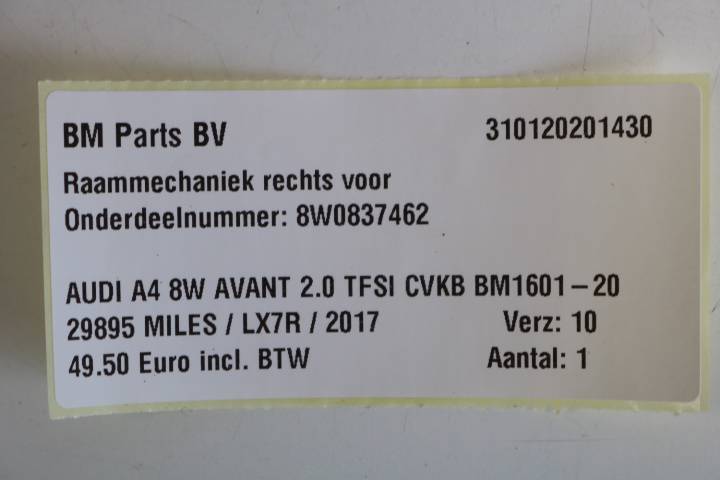 BM Parts BV 310120201430
Raammechaniek rechts voor
Onderdeelnummer: 8W0837462
AUDI A4 8W AVANT 2.0 TFSI CVKB BM1601-20
29895 MILES / LX7R / 2017 Verz: 10
49.50 Euro incl. BTW Aantal: 1